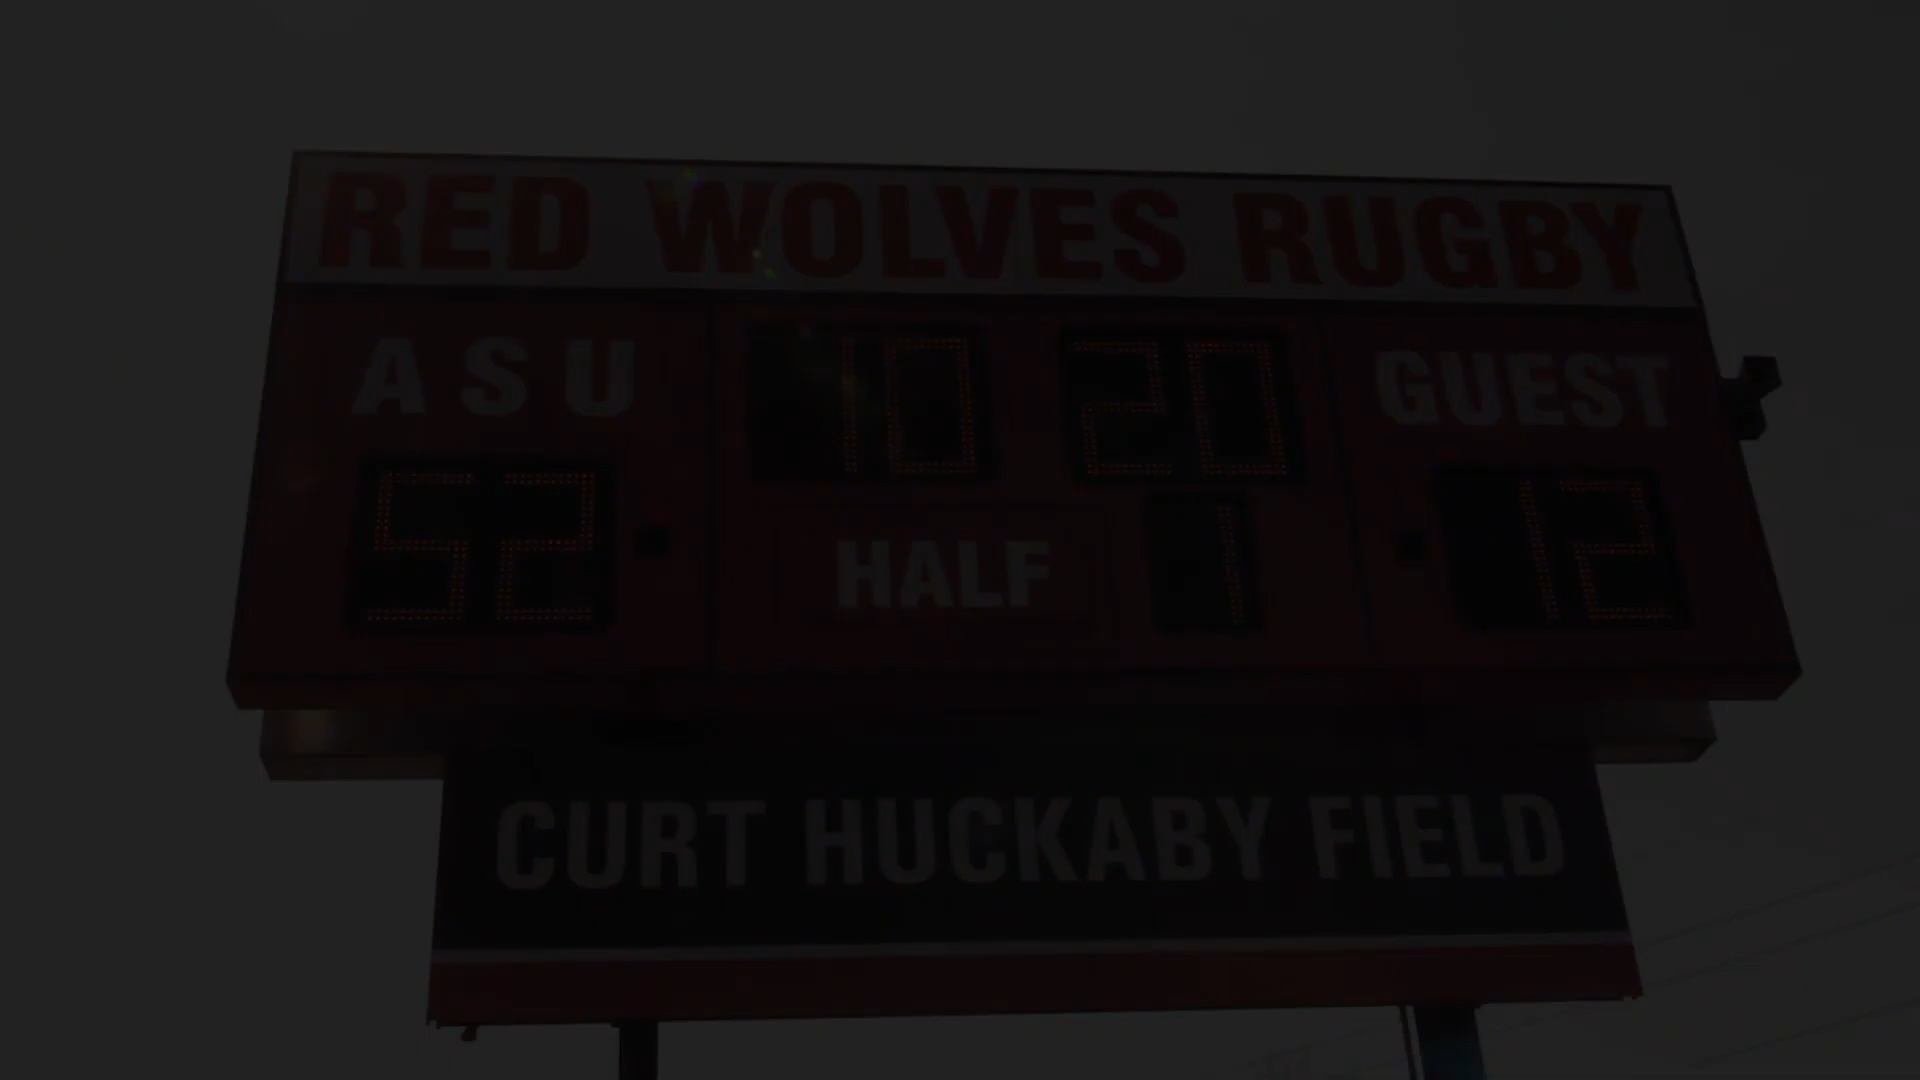 RED WOLVES RUGBY
ASU 10 20 GUEST
52 HALF 1 12
CURT HUCKABY FIELD